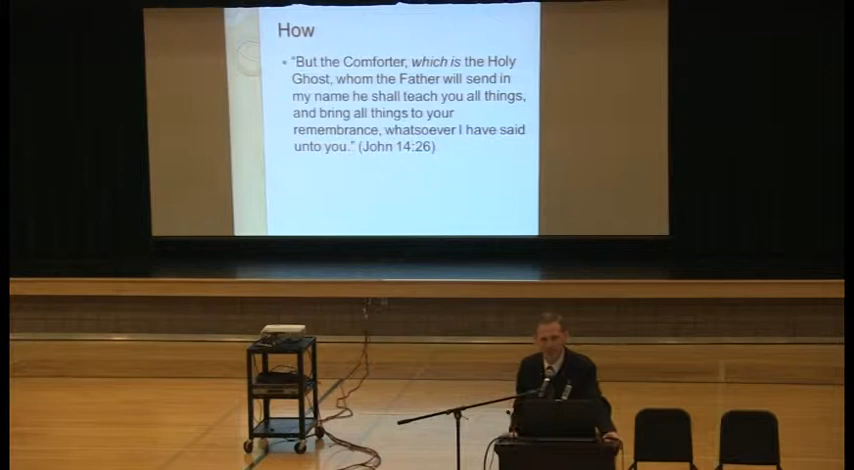 How
• "But the Comforter, which is the Holy
Ghost, whom the Father will send in
my name he shall teach you all things,
and bring all things to your
remembrance, whatsoever I have said
unto you." (John 14:26)